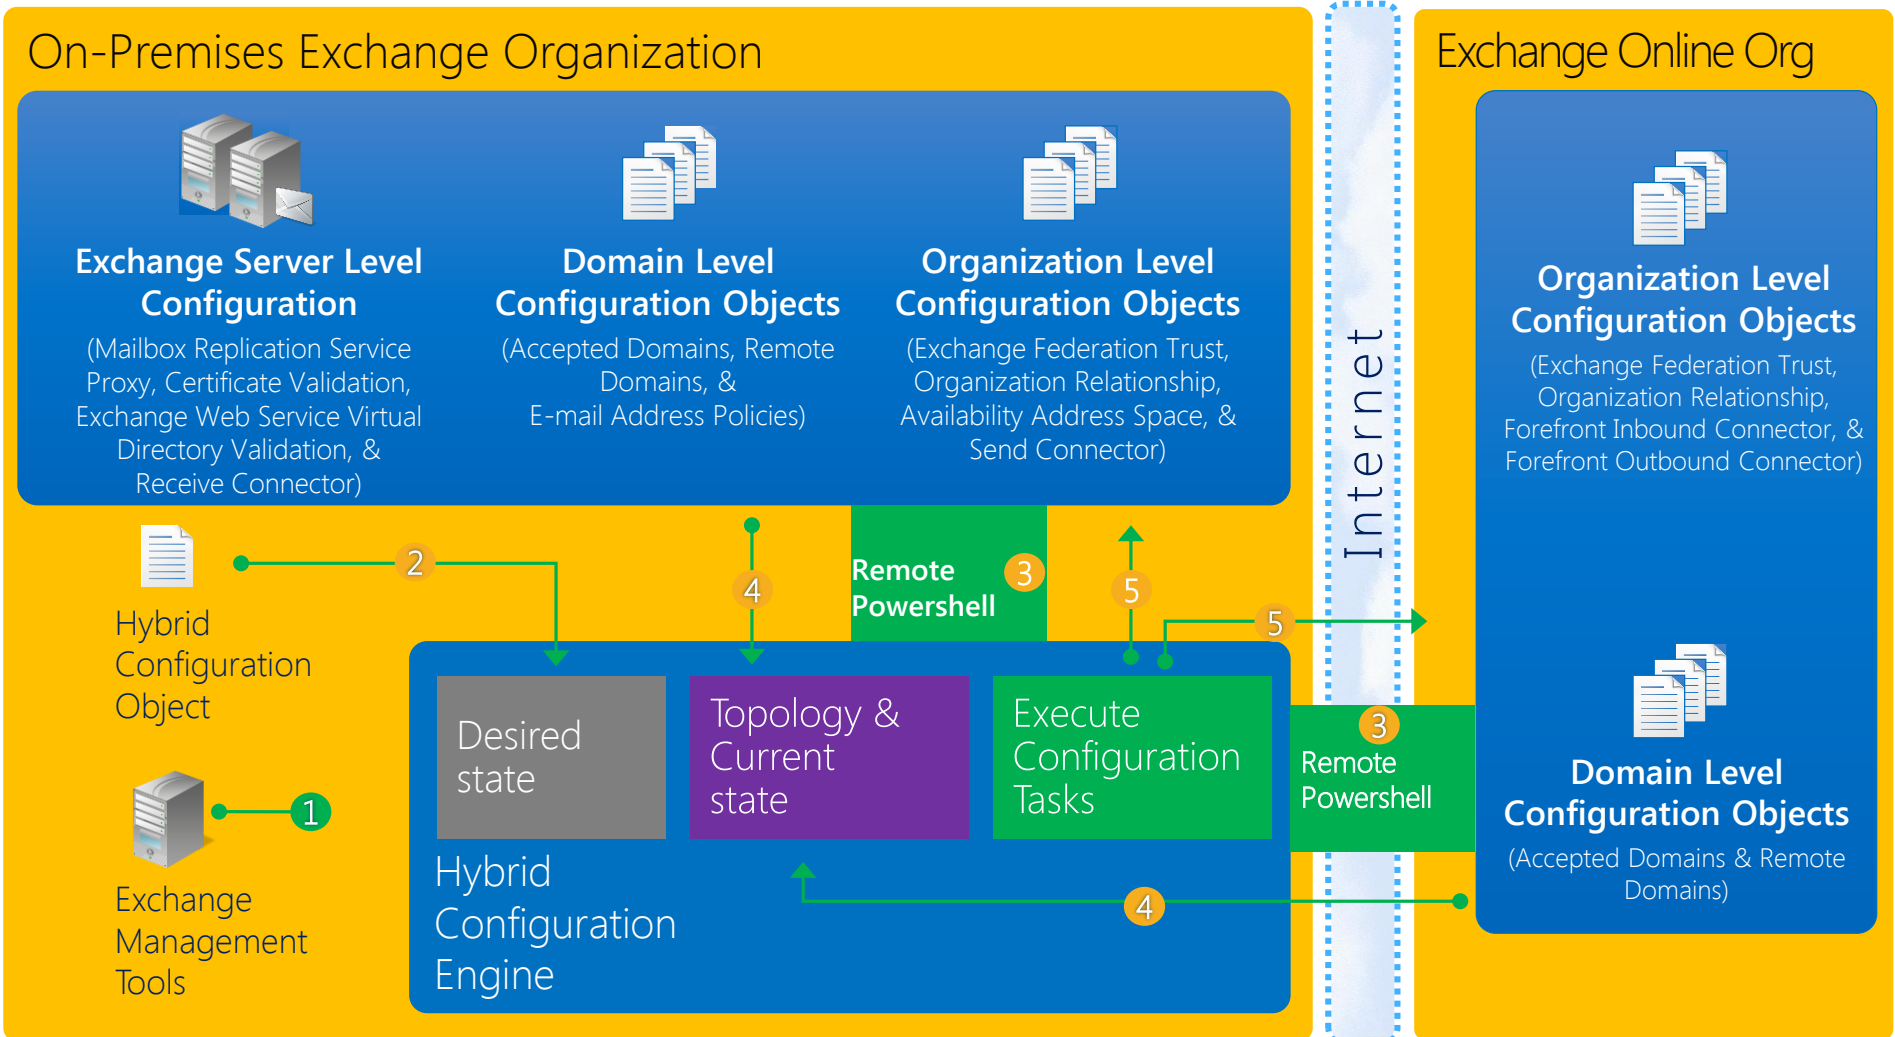 On-Premises Exchange Organization
Exchange Server Level
Configuration
(Mailbox Replication Service
Proxy, Certificate Validation,
Exchange Web Service Virtual
Directory Validation, &
Receive Connector)
Domain Level
Configuration Objects
(Accepted Domains, Remote
Domains, &
E-mail Address Policies)
Organization Level
Configuration Objects
(Exchange Federation Trust,
Organization Relationship,
Availability Address Space, &
Send Connector)
2
4
Remote
Powershell
3
5
5
Hybrid
Configuration
Object
1
Exchange
Management
Tools
Desired
state
Topology &
Current
state
Execute
Configuration
Tasks
Hybrid
Configuration
Engine
4
Internet
3
Remote
Powershell
Exchange Online Org
Organization Level
Configuration Objects
(Exchange Federation Trust,
Organization Relationship,
Forefront Inbound Connector, &
Forefront Outbound Connector)
Domain Level
Configuration Objects
(Accepted Domains & Remote
Domains)